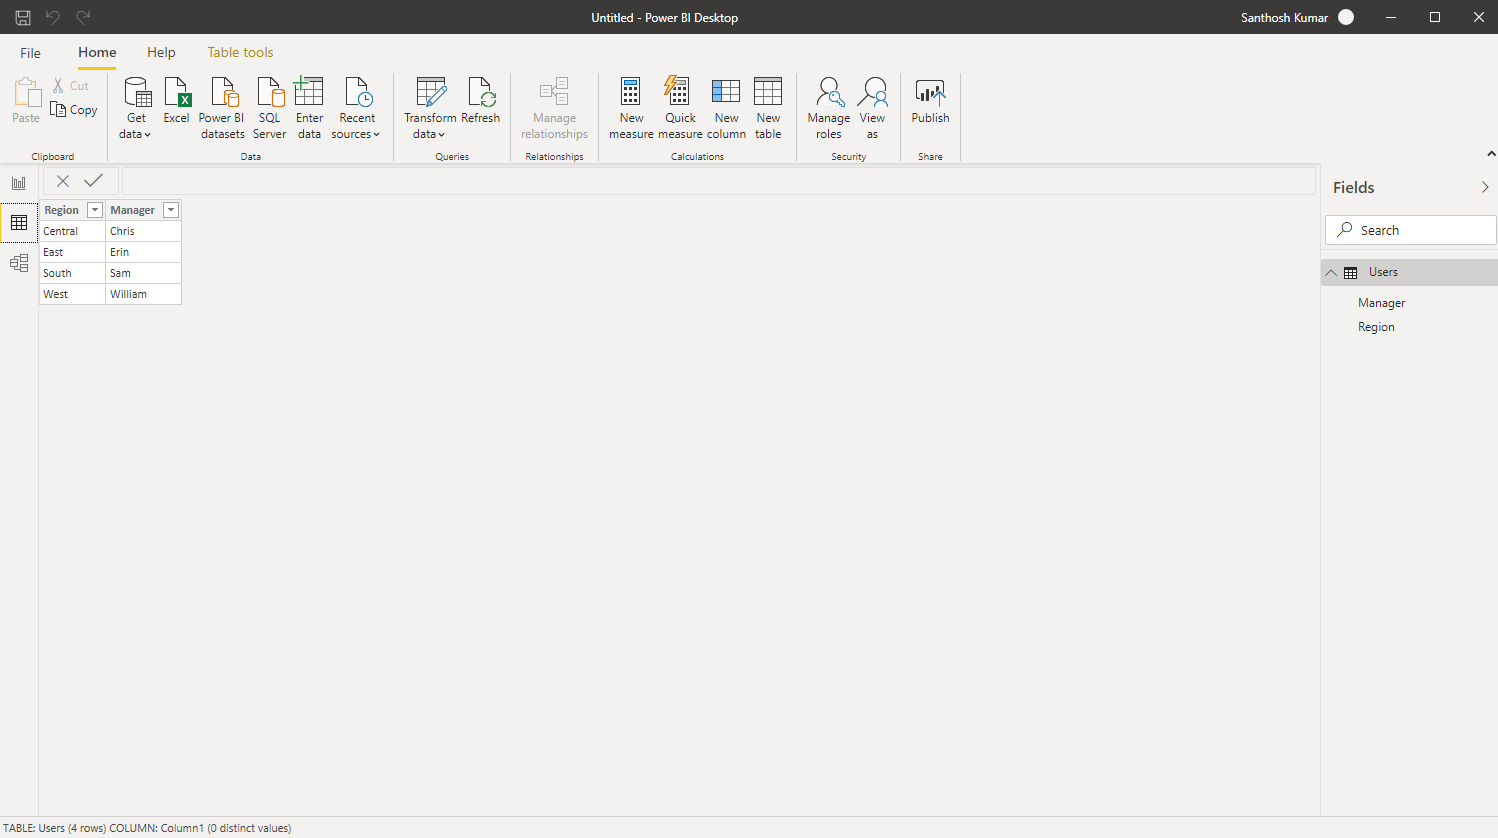 Untitled - Power BI Desktop
Santhosh Kumar
File
Home
Help
Table tools
Paste
Cut
Copy
Clipboard
Get data
Excel
Power BI datasets
SQL Server
Enter data
Recent sources
Data
Transform data
Refresh
Queries
Manage relationships
Relationships
New measure
Quick measure
New column
New table
Calculations
Manage roles
View as
Security
Publish
Share
Region Manager
Central Chris
East Erin
South Sam
West William
Fields
Search
Users
Manager
Region
TABLE: Users (4 rows) COLUMN: Column1 (0 distinct values)